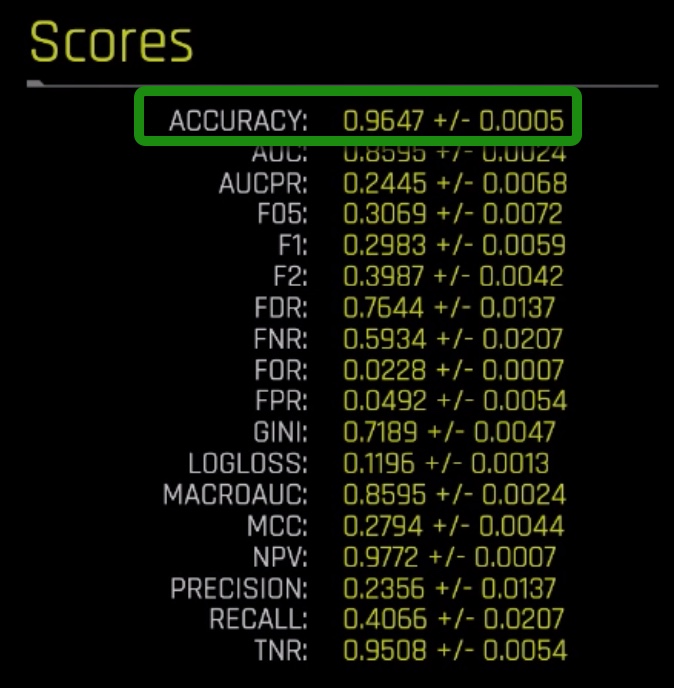 Scores
ACCURACY: 0.9647 +/- 0.0005
AUC: 0.8595 +/- 0.0024
AUCPR: 0.2445 +/- 0.0068
F05: 0.3069 +/- 0.0072
F1: 0.2983 +/- 0.0059
F2: 0.3987 +/- 0.0042
FDR: 0.7644 +/- 0.0137
FNR: 0.5934 +/- 0.0207
FOR: 0.0228 +/- 0.0007
FPR: 0.0492 +/- 0.0054
GINI: 0.7189 +/- 0.0047
LOGLOSS: 0.1196 +/- 0.0013
MACROAUC: 0.8595 +/- 0.0024
MCC: 0.2794 +/- 0.0044
NPV: 0.9772 +/- 0.0007
PRECISION: 0.2356 +/- 0.0137
RECALL: 0.4066 +/- 0.0207
TNR: 0.9508 +/- 0.0054